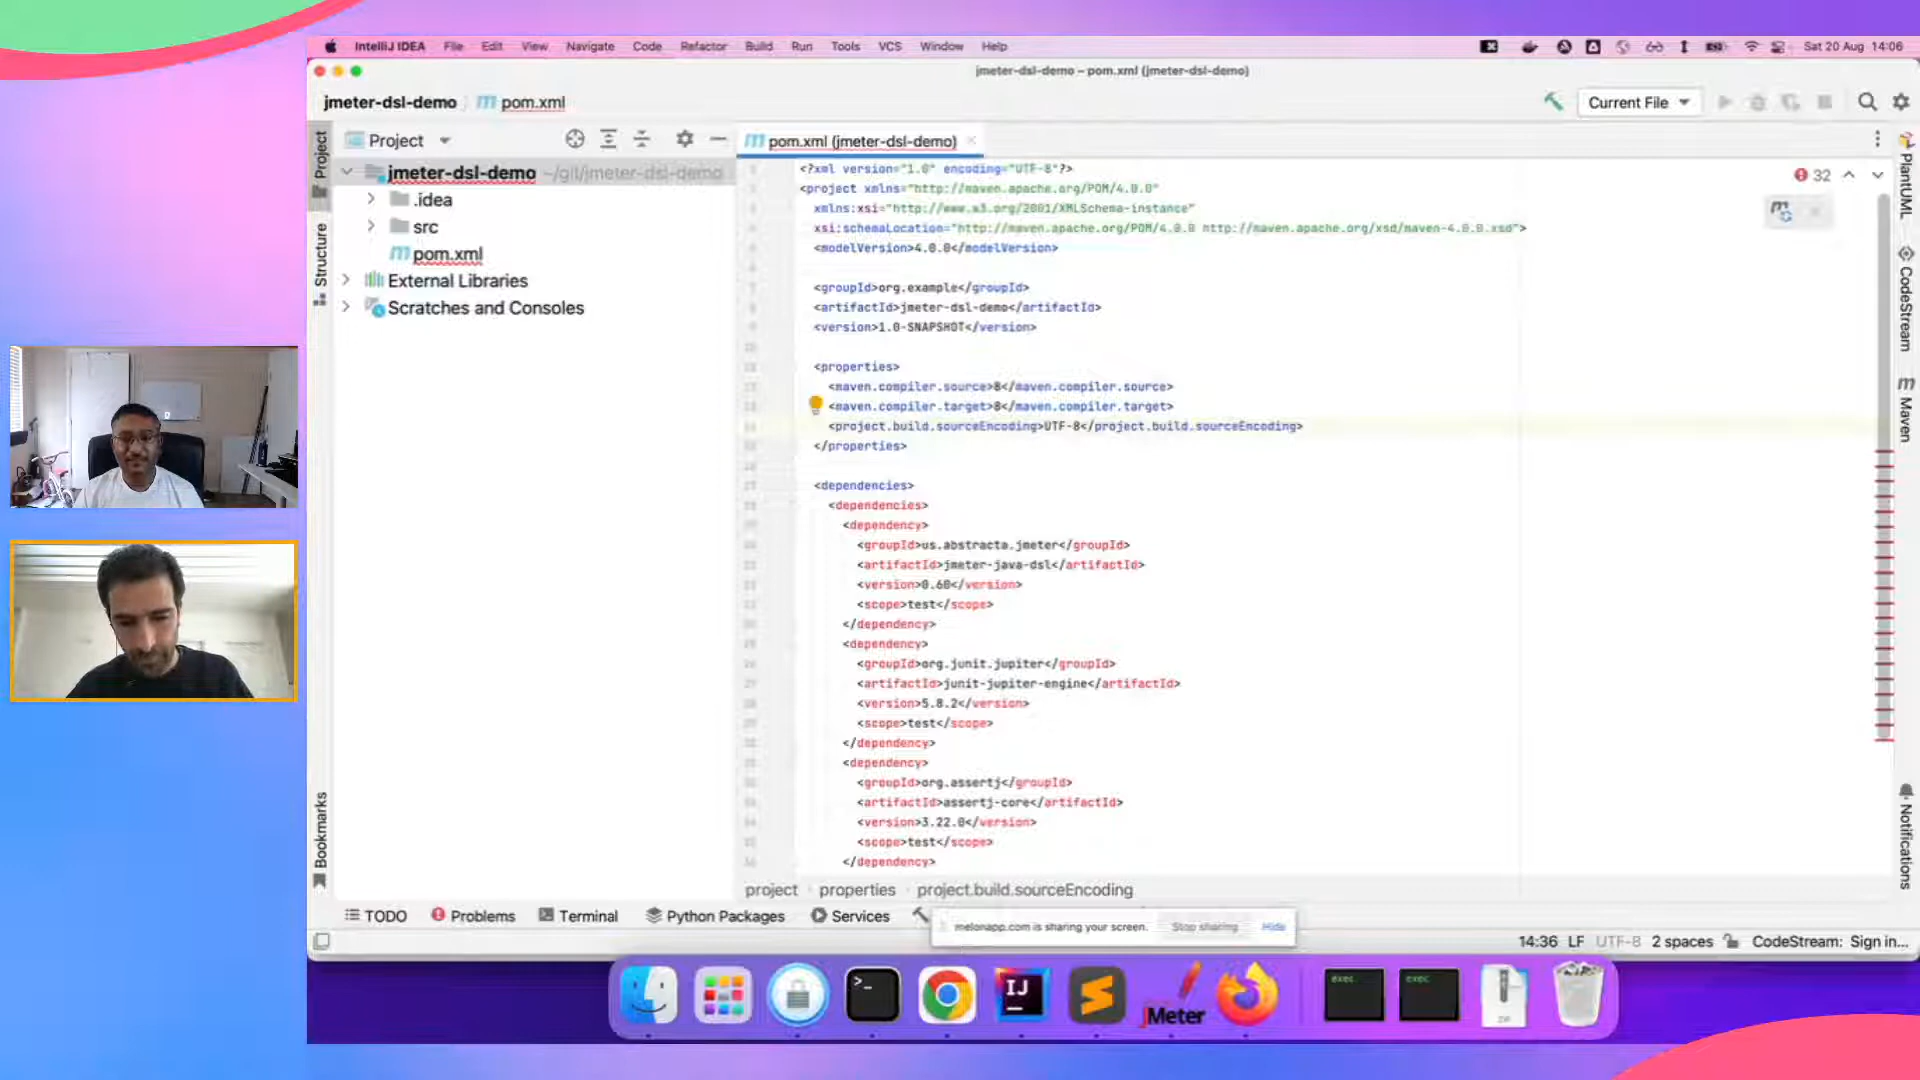 IntelliJ IDEA File Edit View Navigate Code Refactor Build Run Tools VCS Window Help Sat 20 Aug 14:06
jmeter-dsl-demo – pom.xml (jmeter-dsl-demo)
jmeter-dsl-demo pom.xml
Current File
Project
pom.xml (jmeter-dsl-demo)
jmeter-dsl-demo ~/git/jmeter-dsl-demo
.idea
src
pom.xml
External Libraries
Scratches and Consoles
32
<?xml version="1.0" encoding="UTF-8"?>
<project xmlns="http://maven.apache.org/POM/4.0.0"
xmlns:xsi="http://www.w3.org/2001/XMLSchema-instance"
xsi:schemaLocation="http://maven.apache.org/POM/4.0.0 http://maven.apache.org/xsd/maven-4.0.0.xsd">
<modelVersion>4.0.0</modelVersion>
<groupId>org.example</groupId>
<artifactId>jmeter-dsl-demo</artifactId>
<version>1.0-SNAPSHOT</version>
<properties>
<maven.compiler.source>8</maven.compiler.source>
<maven.compiler.target>8</maven.compiler.target>
<project.build.sourceEncoding>UTF-8</project.build.sourceEncoding>
</properties>
<dependencies>
<dependencies>
<dependency>
<groupId>us.abstracta.jmeter</groupId>
<artifactId>jmeter-java-dsl</artifactId>
<version>0.60</version>
<scope>test</scope>
</dependency>
<dependency>
<groupId>org.junit.jupiter</groupId>
<artifactId>junit-jupiter-engine</artifactId>
<version>5.8.2</version>
<scope>test</scope>
</dependency>
<dependency>
<groupId>org.assertj</groupId>
<artifactId>assertj-core</artifactId>
<version>3.22.0</version>
<scope>test</scope>
</dependency>
project properties project.build.sourceEncoding
Project
Structure
Bookmarks
PlantUML
CodeStream
Maven
Notifications
TODO Problems Terminal Python Packages Services
melonapp.com is sharing your screen. Stop sharing Hide
14:36 LF UTF-8 2 spaces CodeStream: Sign in...
IJ
JMeter
exec
exec
ZIP